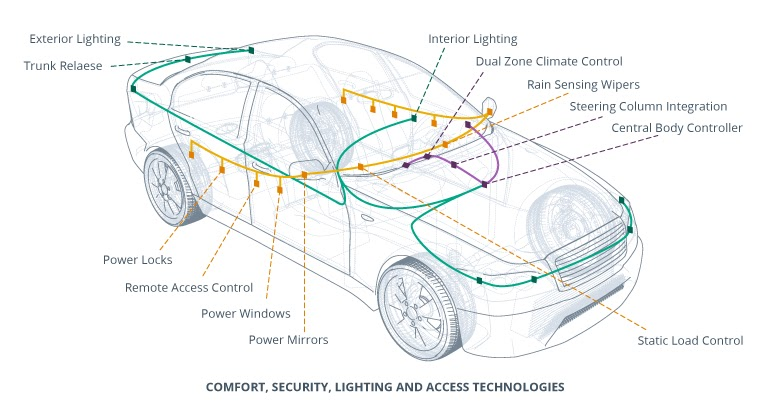 Exterior Lighting
Interior Lighting
Trunk Relaese
Dual Zone Climate Control
Rain Sensing Wipers
Steering Column Integration
Central Body Controller
Power Locks
Remote Access Control
Power Windows
Power Mirrors
Static Load Control
COMFORT, SECURITY, LIGHTING AND ACCESS TECHNOLOGIES